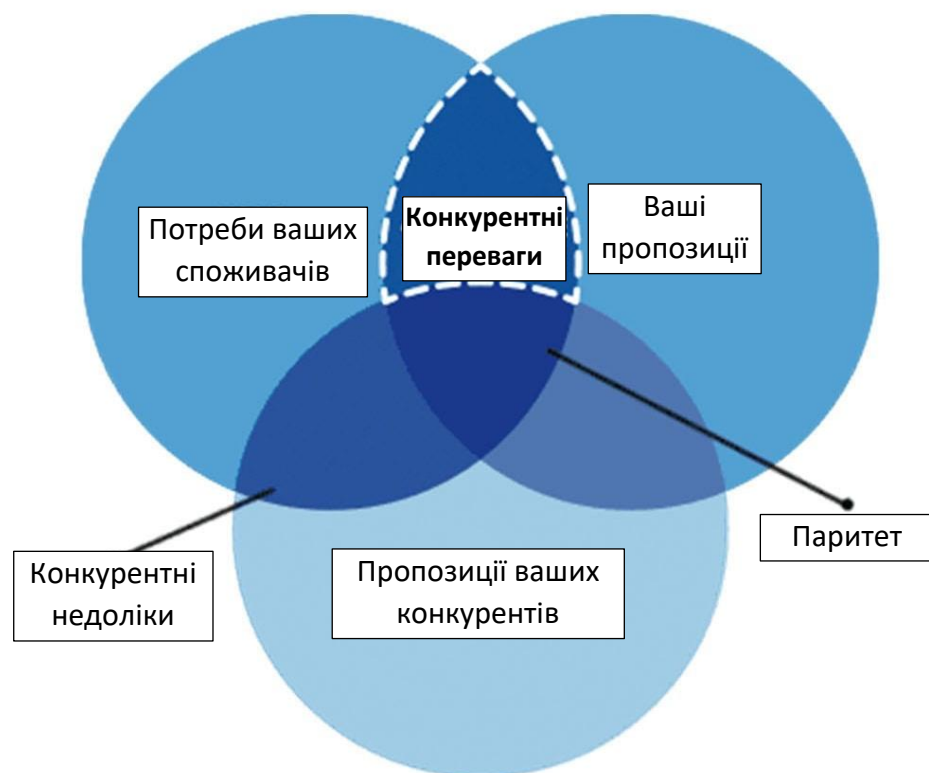 Потреби ваших
споживачів
Конкурентні
переваги
Ваші
пропозиції
Конкурентні
недоліки
Пропозиції ваших
конкурентів
Паритет